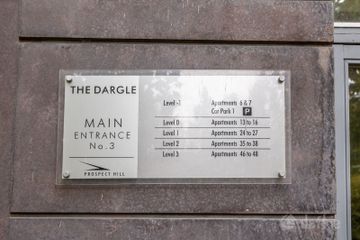 THE DARGLE
MAIN
ENTRANCE
No.3
PROSPECT HILL
Level -1 Apartments 6 & 7
Car Park 1 P
Level 0 Apartments 13 to 16
Level 1 Apartments 24 to 27
Level 2 Apartments 35 to 38
Level 3 Apartments 46 to 48